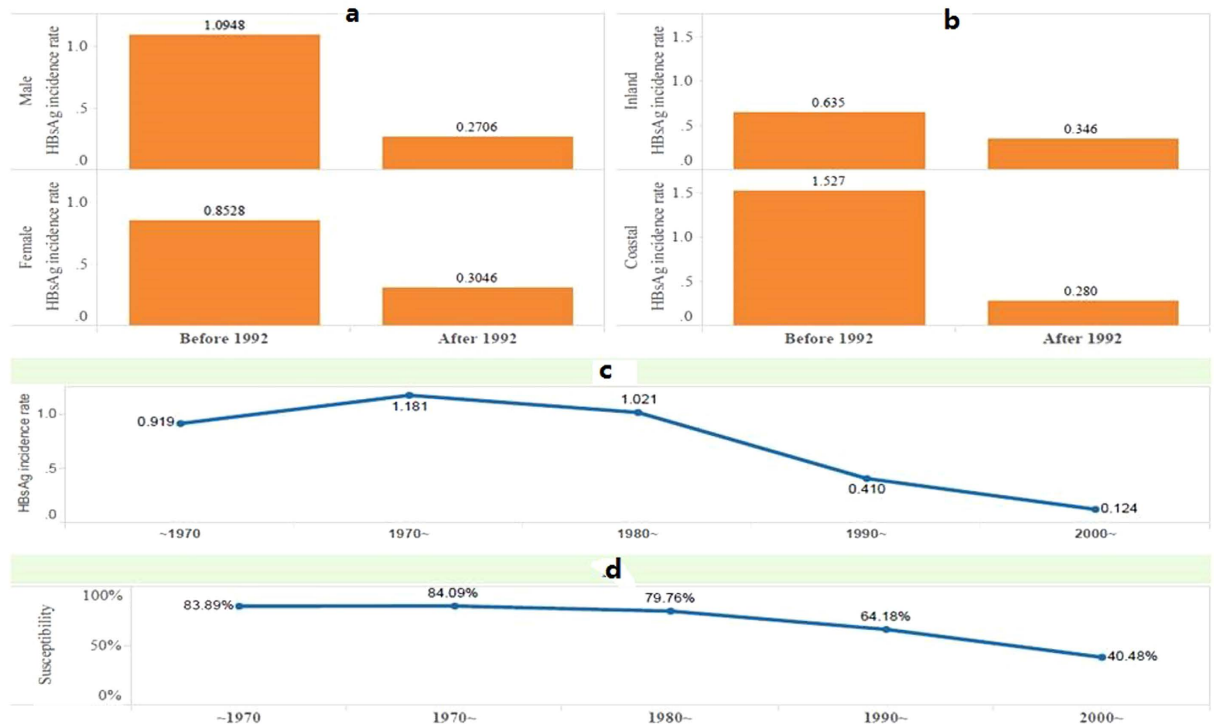 a
1.0948
1.0
.5
.0
Male
HBsAg incidence rate
0.2706
1.0
.5
.0
Female
HBsAg incidence rate
0.8528
0.3046
Before 1992
After 1992
b
1.5
1.0
.5
.0
Inland
HBsAg incidence rate
0.635
0.346
1.5
1.0
.5
.0
Coastal
HBsAg incidence rate
1.527
0.280
Before 1992
After 1992
c
HBsAg incidence rate
1.0
.5
.0
0.919
1.181
1.021
0.410
0.124
~1970
1970~
1980~
1990~
2000~
d
Susceptibility
100%
50%
0%
83.89%
84.09%
79.76%
64.18%
40.48%
~1970
1970~
1980~
1990~
2000~